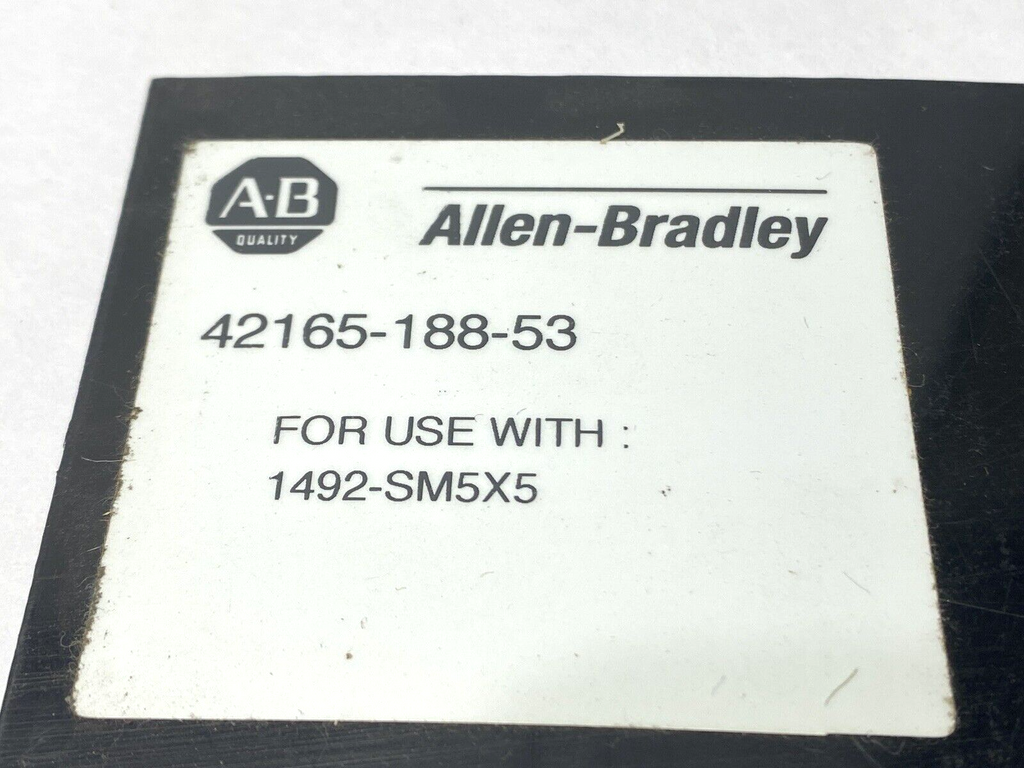 A-B
QUALITY
Allen-Bradley
42165-188-53
FOR USE WITH :
1492-SM5X5